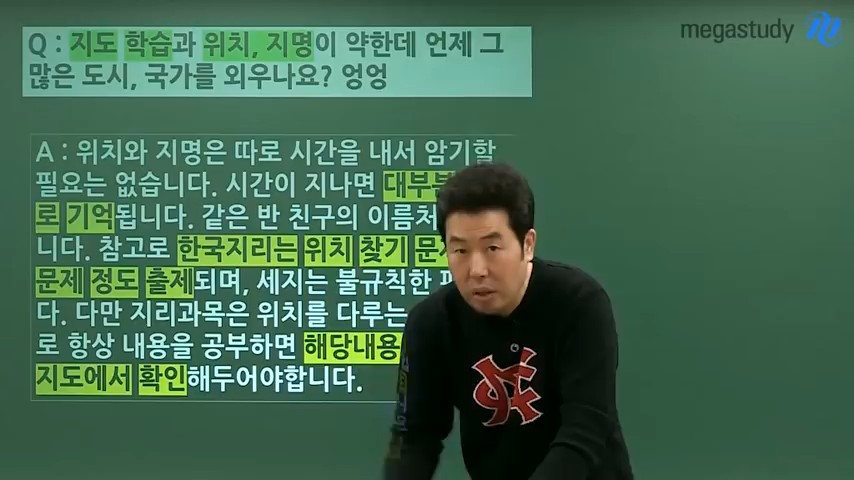 megastudy
Q : 지도 학습과 위치, 지명이 약한데 언제 그
많은 도시, 국가를 외우나요? 엉엉
A : 위치와 지명은 따로 시간을 내서 암기할
필요는 없습니다. 시간이 지나면
로 기억됩니다. 같은 반 친구의
니다. 참고로 한국지리는 위치 찾기
문제 정도 출제되며, 세지는 불규칙한
다. 다만 지리과목은 위치를 다루는
로 항상 내용을 공부하면 해당내용
지도에서 확인해두어야합니다.